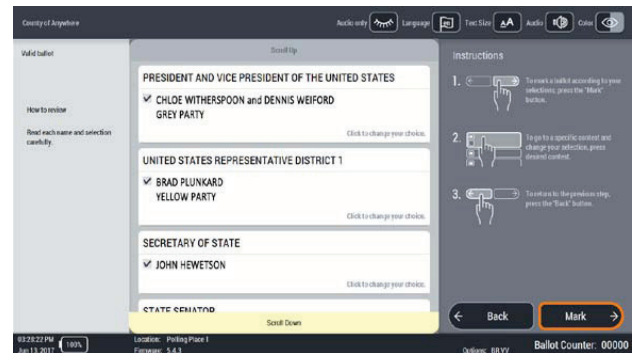 County of Anywhere
Audio only Language Text Size AA Audio Color
Valid ballot
How to review
Read each name and selection
carefully.
Scroll Up
PRESIDENT AND VICE PRESIDENT OF THE UNITED STATES
CHLOE WITHERSPOON and DENNIS WEIFORD
GREY PARTY
Click to change your choice.
UNITED STATES REPRESENTATIVE DISTRICT 1
BRAD PLUNKARD
YELLOW PARTY
Click to change your choice.
SECRETARY OF STATE
JOHN HEWETSON
Click to change your choice.
STATE SENATOR
Scroll Down
Instructions
1. To mark a ballot according to your
selections, press the "Mark"
button.
2. To go to a specific contest and
change your selection, press
desired contest.
3. To return to the previous step,
press the "Back" button.
Back
Mark
03:28:22 PM
Jun 13, 2017
100%
Location: Polling Place 1
Firmware: 5.4.3
Options: BRVY
Ballot Counter: 00000